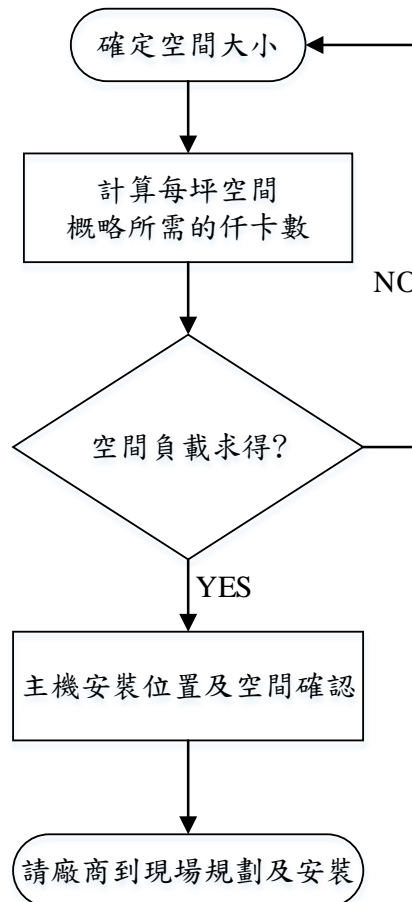 確定空間大小
計算每坪空間
概略所需的仟卡數
NO
空間負載求得?
YES
主機安裝位置及空間確認
請廠商到現場規劃及安裝